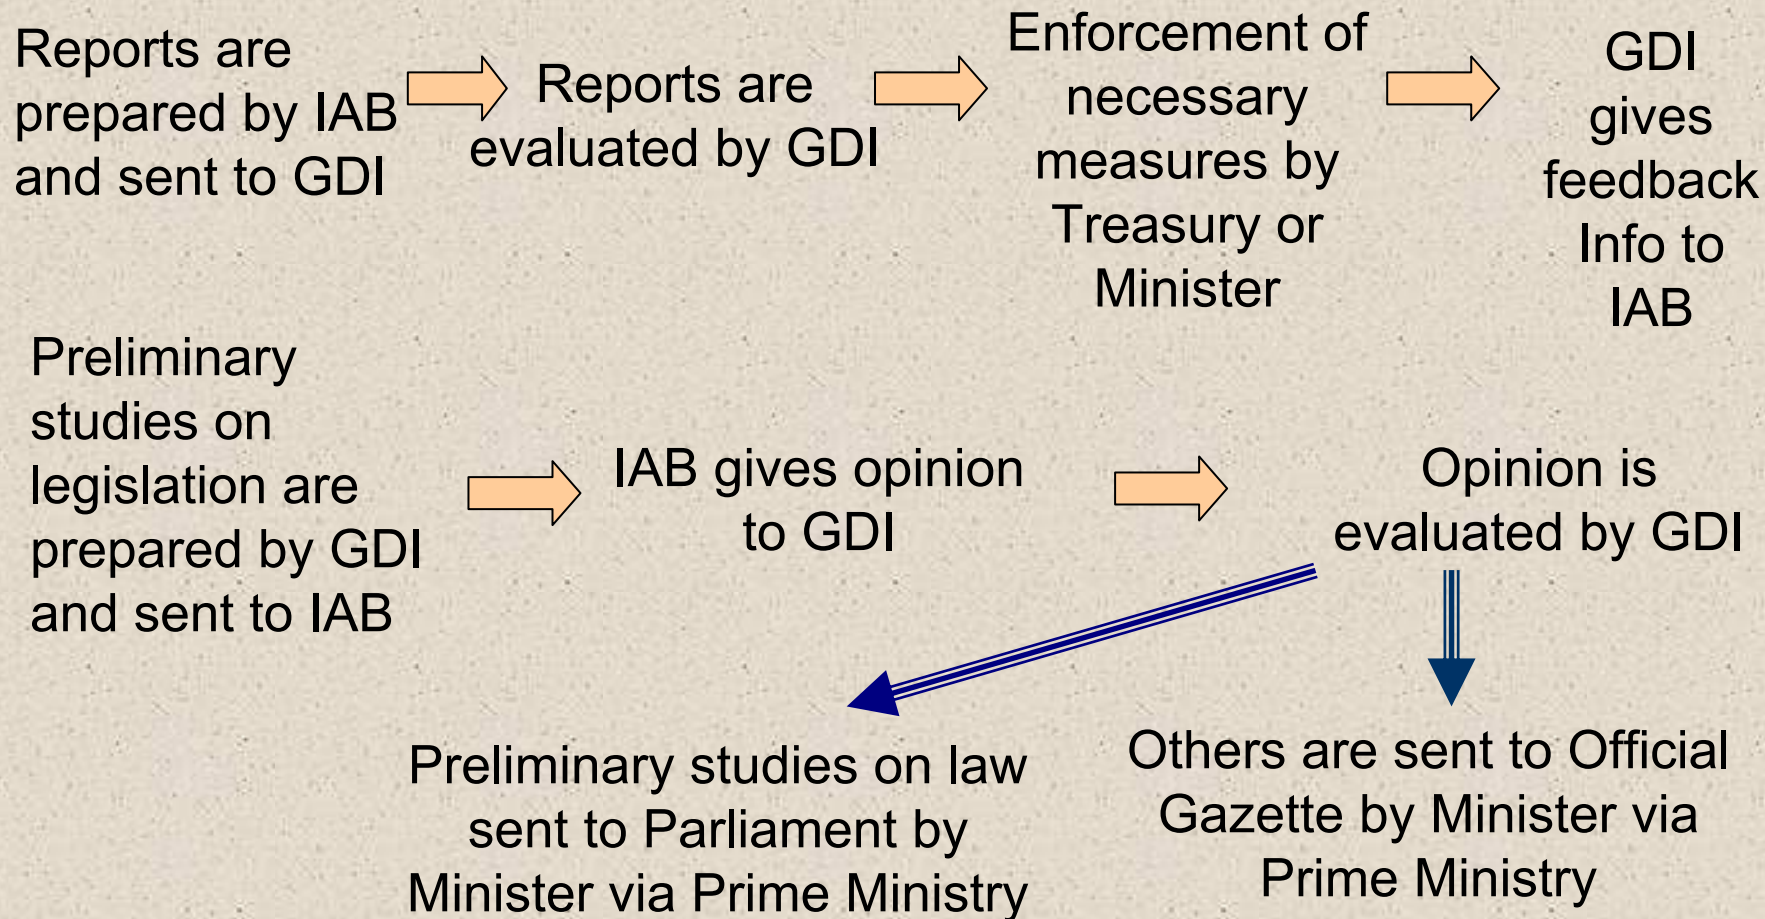 Reports are
prepared by IAB
and sent to GDI
Reports are
evaluated by GDI
Enforcement of
necessary
measures by
Treasury or
Minister
GDI
gives
feedback
Info to
IAB
Preliminary
studies on
legislation are
prepared by GDI
and sent to IAB
IAB gives opinion
to GDI
Opinion is
evaluated by GDI
Preliminary studies on law
sent to Parliament by
Minister via Prime Ministry
Others are sent to Official
Gazette by Minister via
Prime Ministry